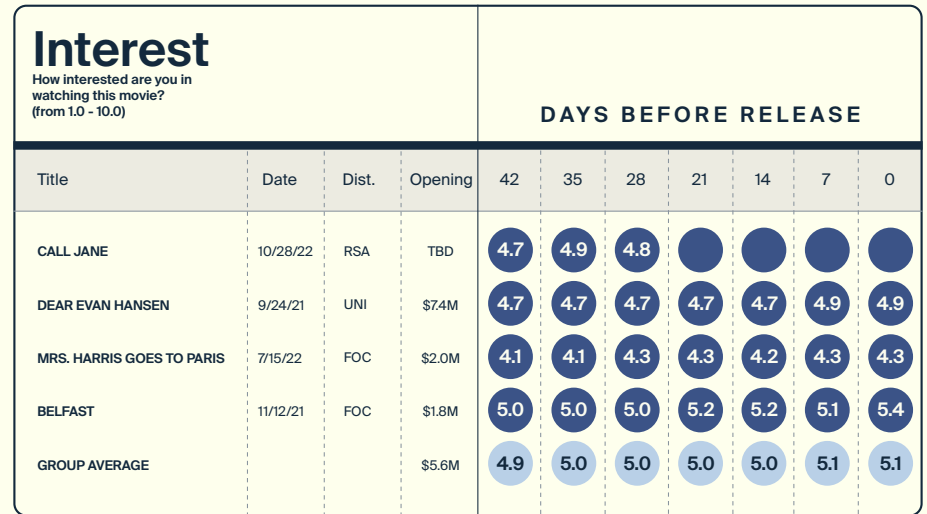 Interest
How interested are you in
watching this movie?
(from 1.0 - 10.0)
DAYS BEFORE RELEASE
Title Date Dist. Opening 42 35 28 21 14 7 0
CALL JANE 10/28/22 RSA TBD 4.7 4.9 4.8
DEAR EVAN HANSEN 9/24/21 UNI $7.4M 4.7 4.7 4.7 4.7 4.7 4.9 4.9
MRS. HARRIS GOES TO PARIS 7/15/22 FOC $2.0M 4.1 4.1 4.3 4.3 4.2 4.3 4.3
BELFAST 11/12/21 FOC $1.8M 5.0 5.0 5.0 5.2 5.2 5.1 5.4
GROUP AVERAGE $5.6M 4.9 5.0 5.0 5.0 5.0 5.1 5.1